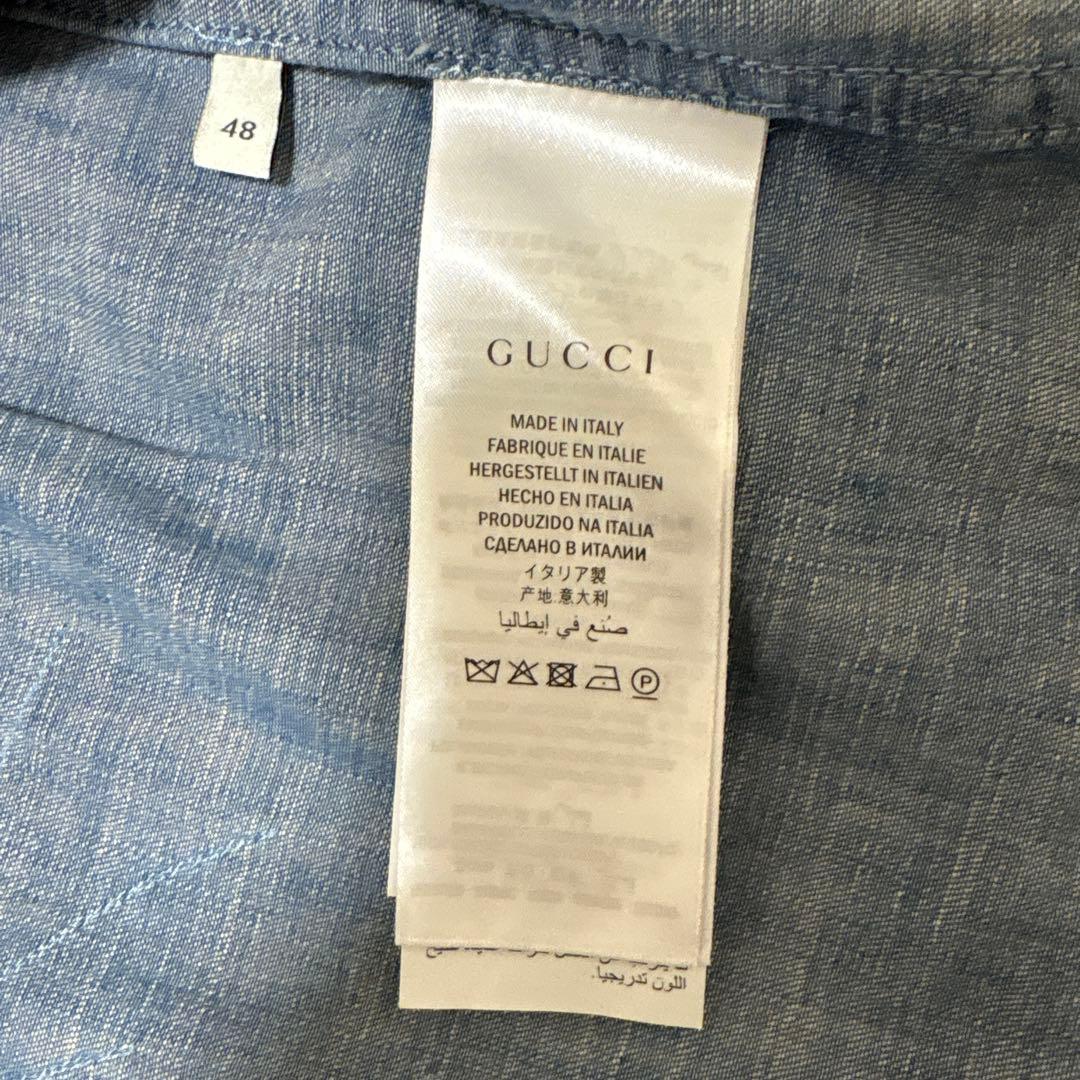 48
GUCCI
MADE IN ITALY
FABRIQUE EN ITALIE
HERGESTELLT IN ITALIEN
HECHO EN ITALIA
PRODUZIDO NA ITALIA
СДЕЛАНО В ИТАЛИИ
イタリア製
产地.意大利
صُنع في إيطاليا
P
اللون تدريجيا.